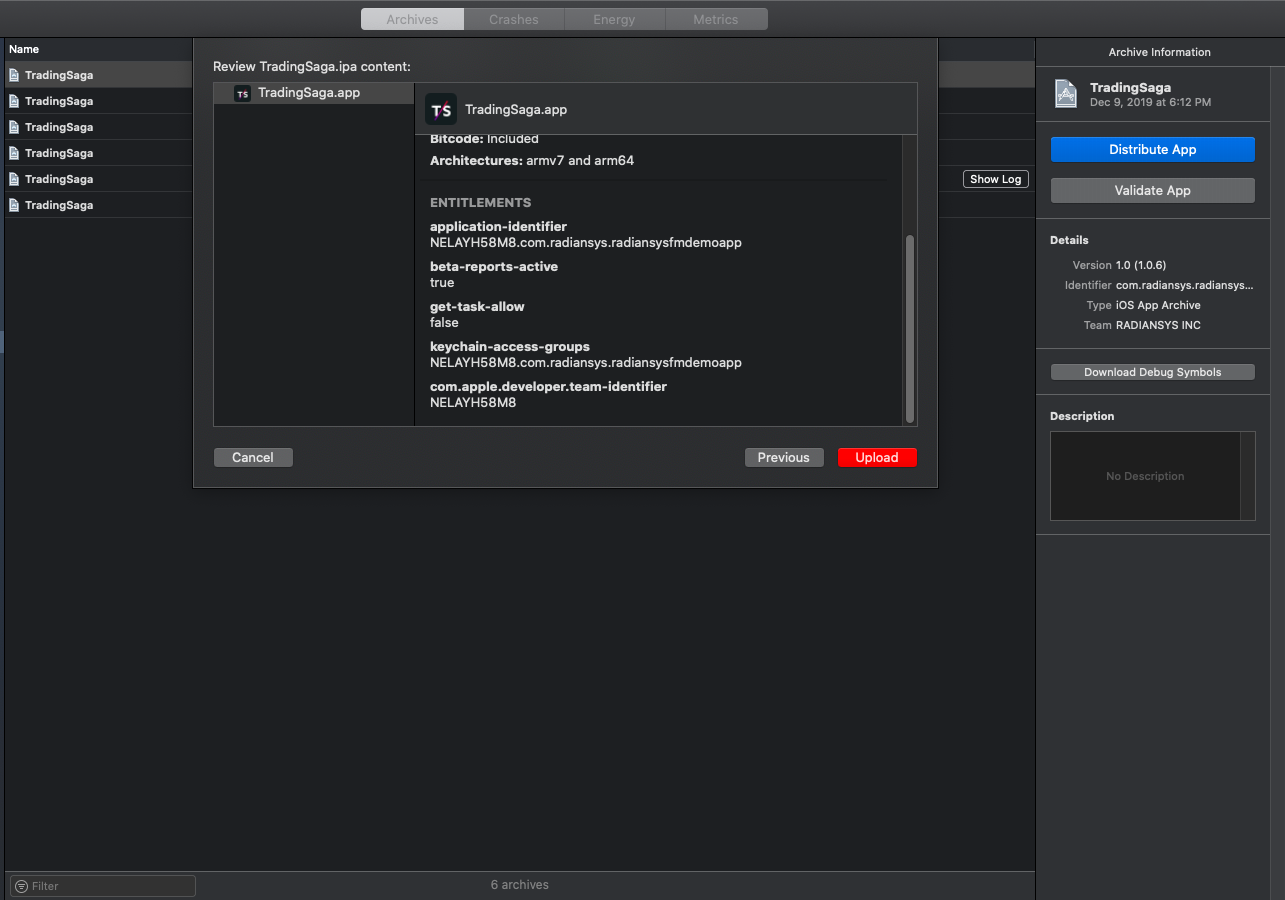 Archives
Crashes
Energy
Metrics
Name
TradingSaga
TradingSaga
TradingSaga
TradingSaga
TradingSaga
TradingSaga
Show Log
Review TradingSaga.ipa content:
TS TradingSaga.app
TS TradingSaga.app
Bitcode: Included
Architectures: armv7 and arm64
ENTITLEMENTS
application-identifier
NELAYH58M8.com.radiansys.radiansysfmdemoapp
beta-reports-active
true
get-task-allow
false
keychain-access-groups
NELAYH58M8.com.radiansys.radiansysfmdemoapp
com.apple.developer.team-identifier
NELAYH58M8
Cancel
Previous
Upload
Archive Information
TradingSaga
Dec 9, 2019 at 6:12 PM
Distribute App
Validate App
Details
Version 1.0 (1.0.6)
Identifier com.radiansys.radiansys...
Type iOS App Archive
Team RADIANSYS INC
Download Debug Symbols
Description
No Description
Filter
6 archives